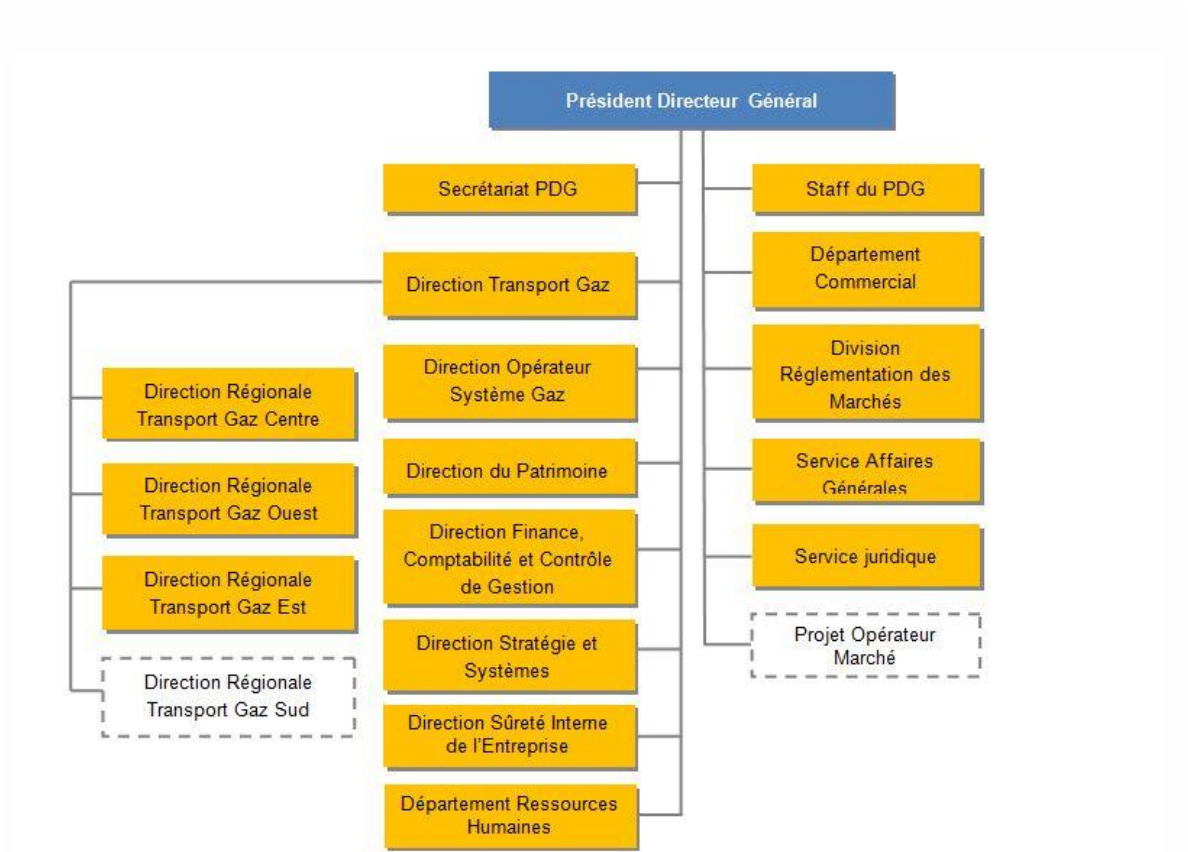 Président Directeur Général
Secrétariat PDG
Staff du PDG
Direction Transport Gaz
Département
Commercial
Direction Opérateur
Système Gaz
Division
Réglementation des
Marchés
Direction Régionale
Transport Gaz Centre
Direction du Patrimoine
Service Affaires
Générales
Direction Régionale
Transport Gaz Ouest
Direction Finance,
Comptabilité et Contrôle
de Gestion
Service juridique
Direction Régionale
Transport Gaz Est
Direction Stratégie et
Systèmes
Projet Opérateur
Marché
Direction Régionale
Transport Gaz Sud
Direction Sûreté Interne
de l'Entreprise
Département Ressources
Humaines